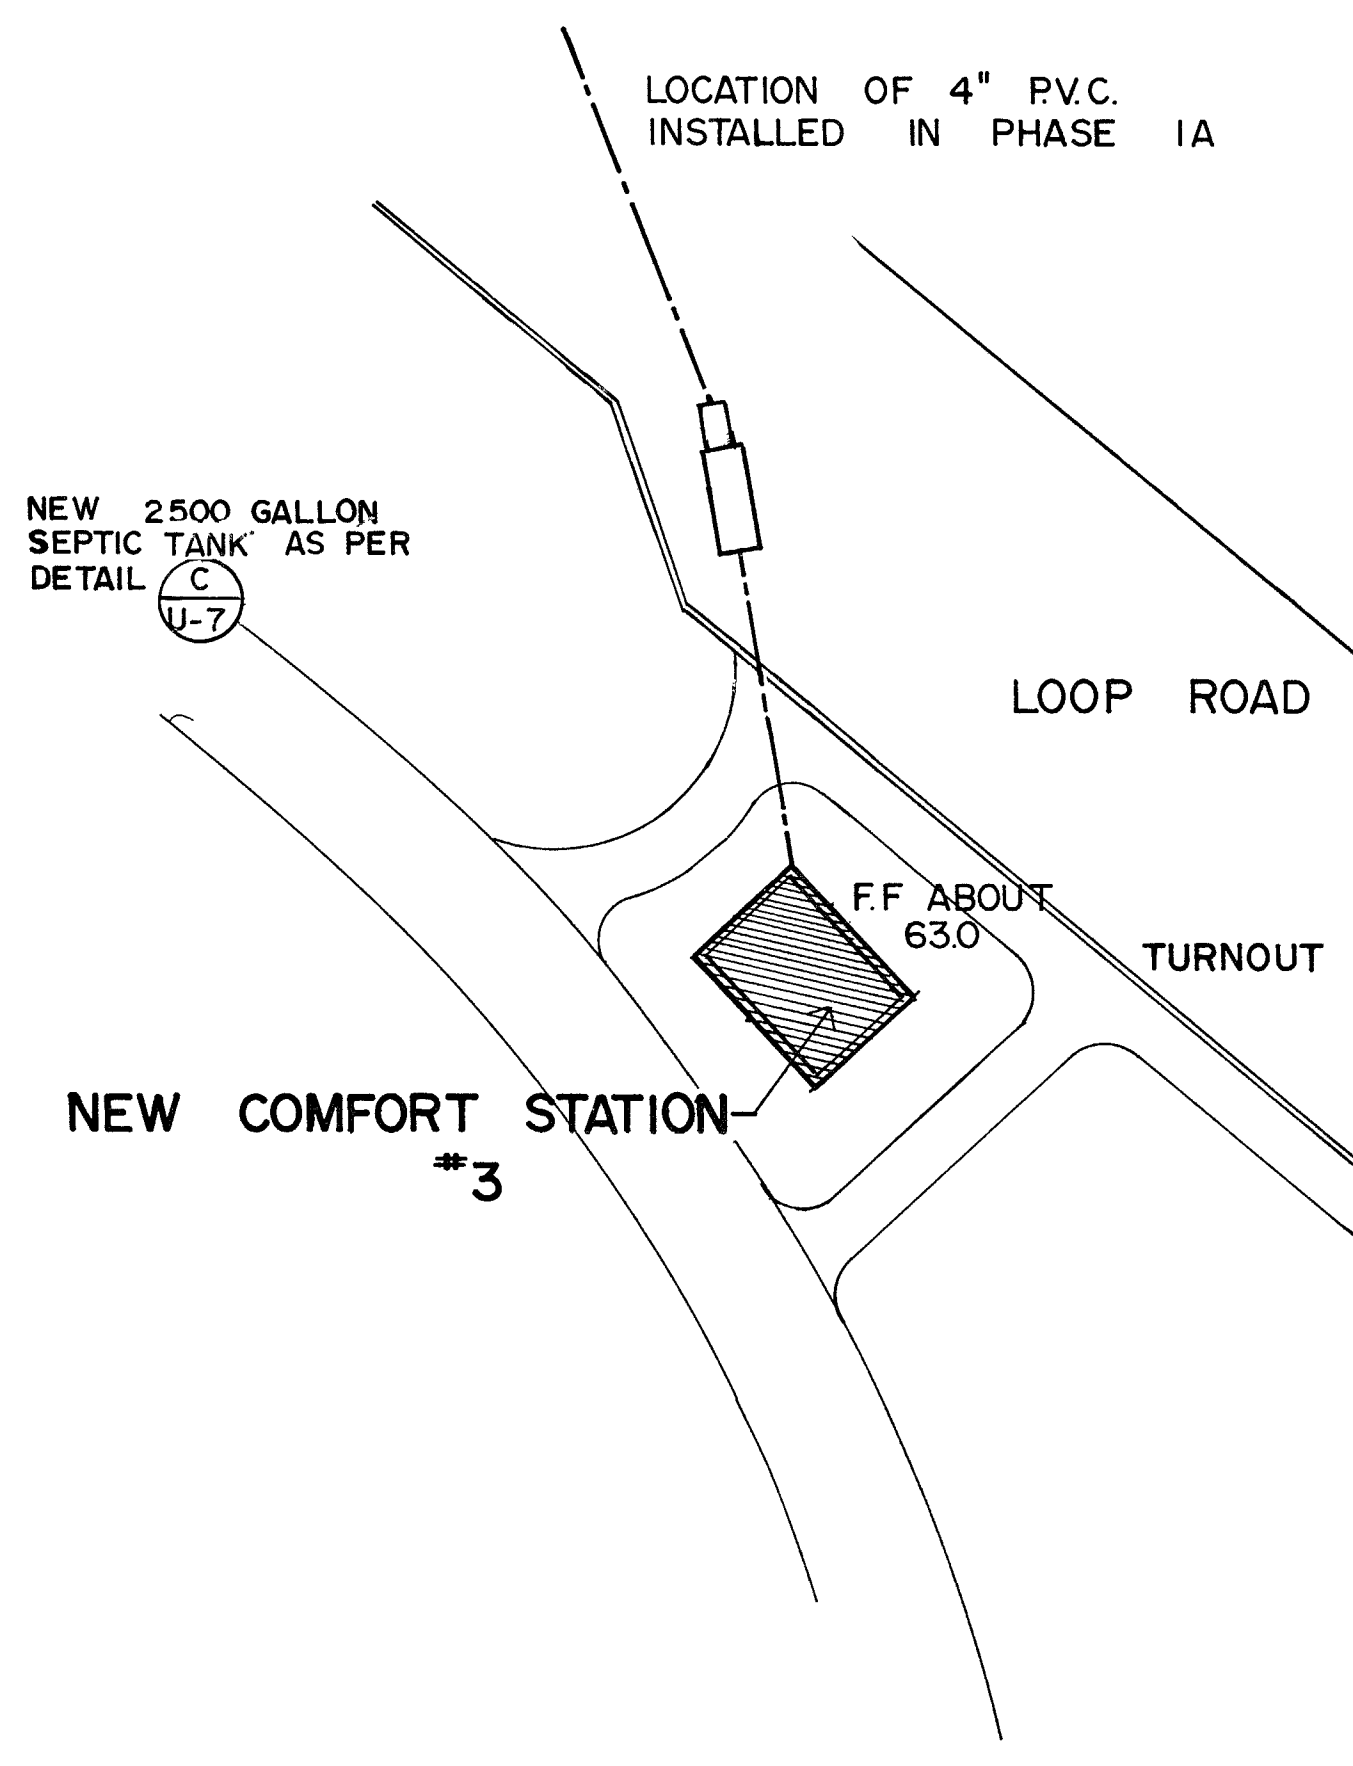 LOCATION OF 4" P.V.C.
INSTALLED IN PHASE 1A
NEW 2500 GALLON
SEPTIC TANK AS PER
DETAIL C
U-7
LOOP ROAD
F.F ABOUT
63.0
TURNOUT
NEW COMFORT STATION
#3